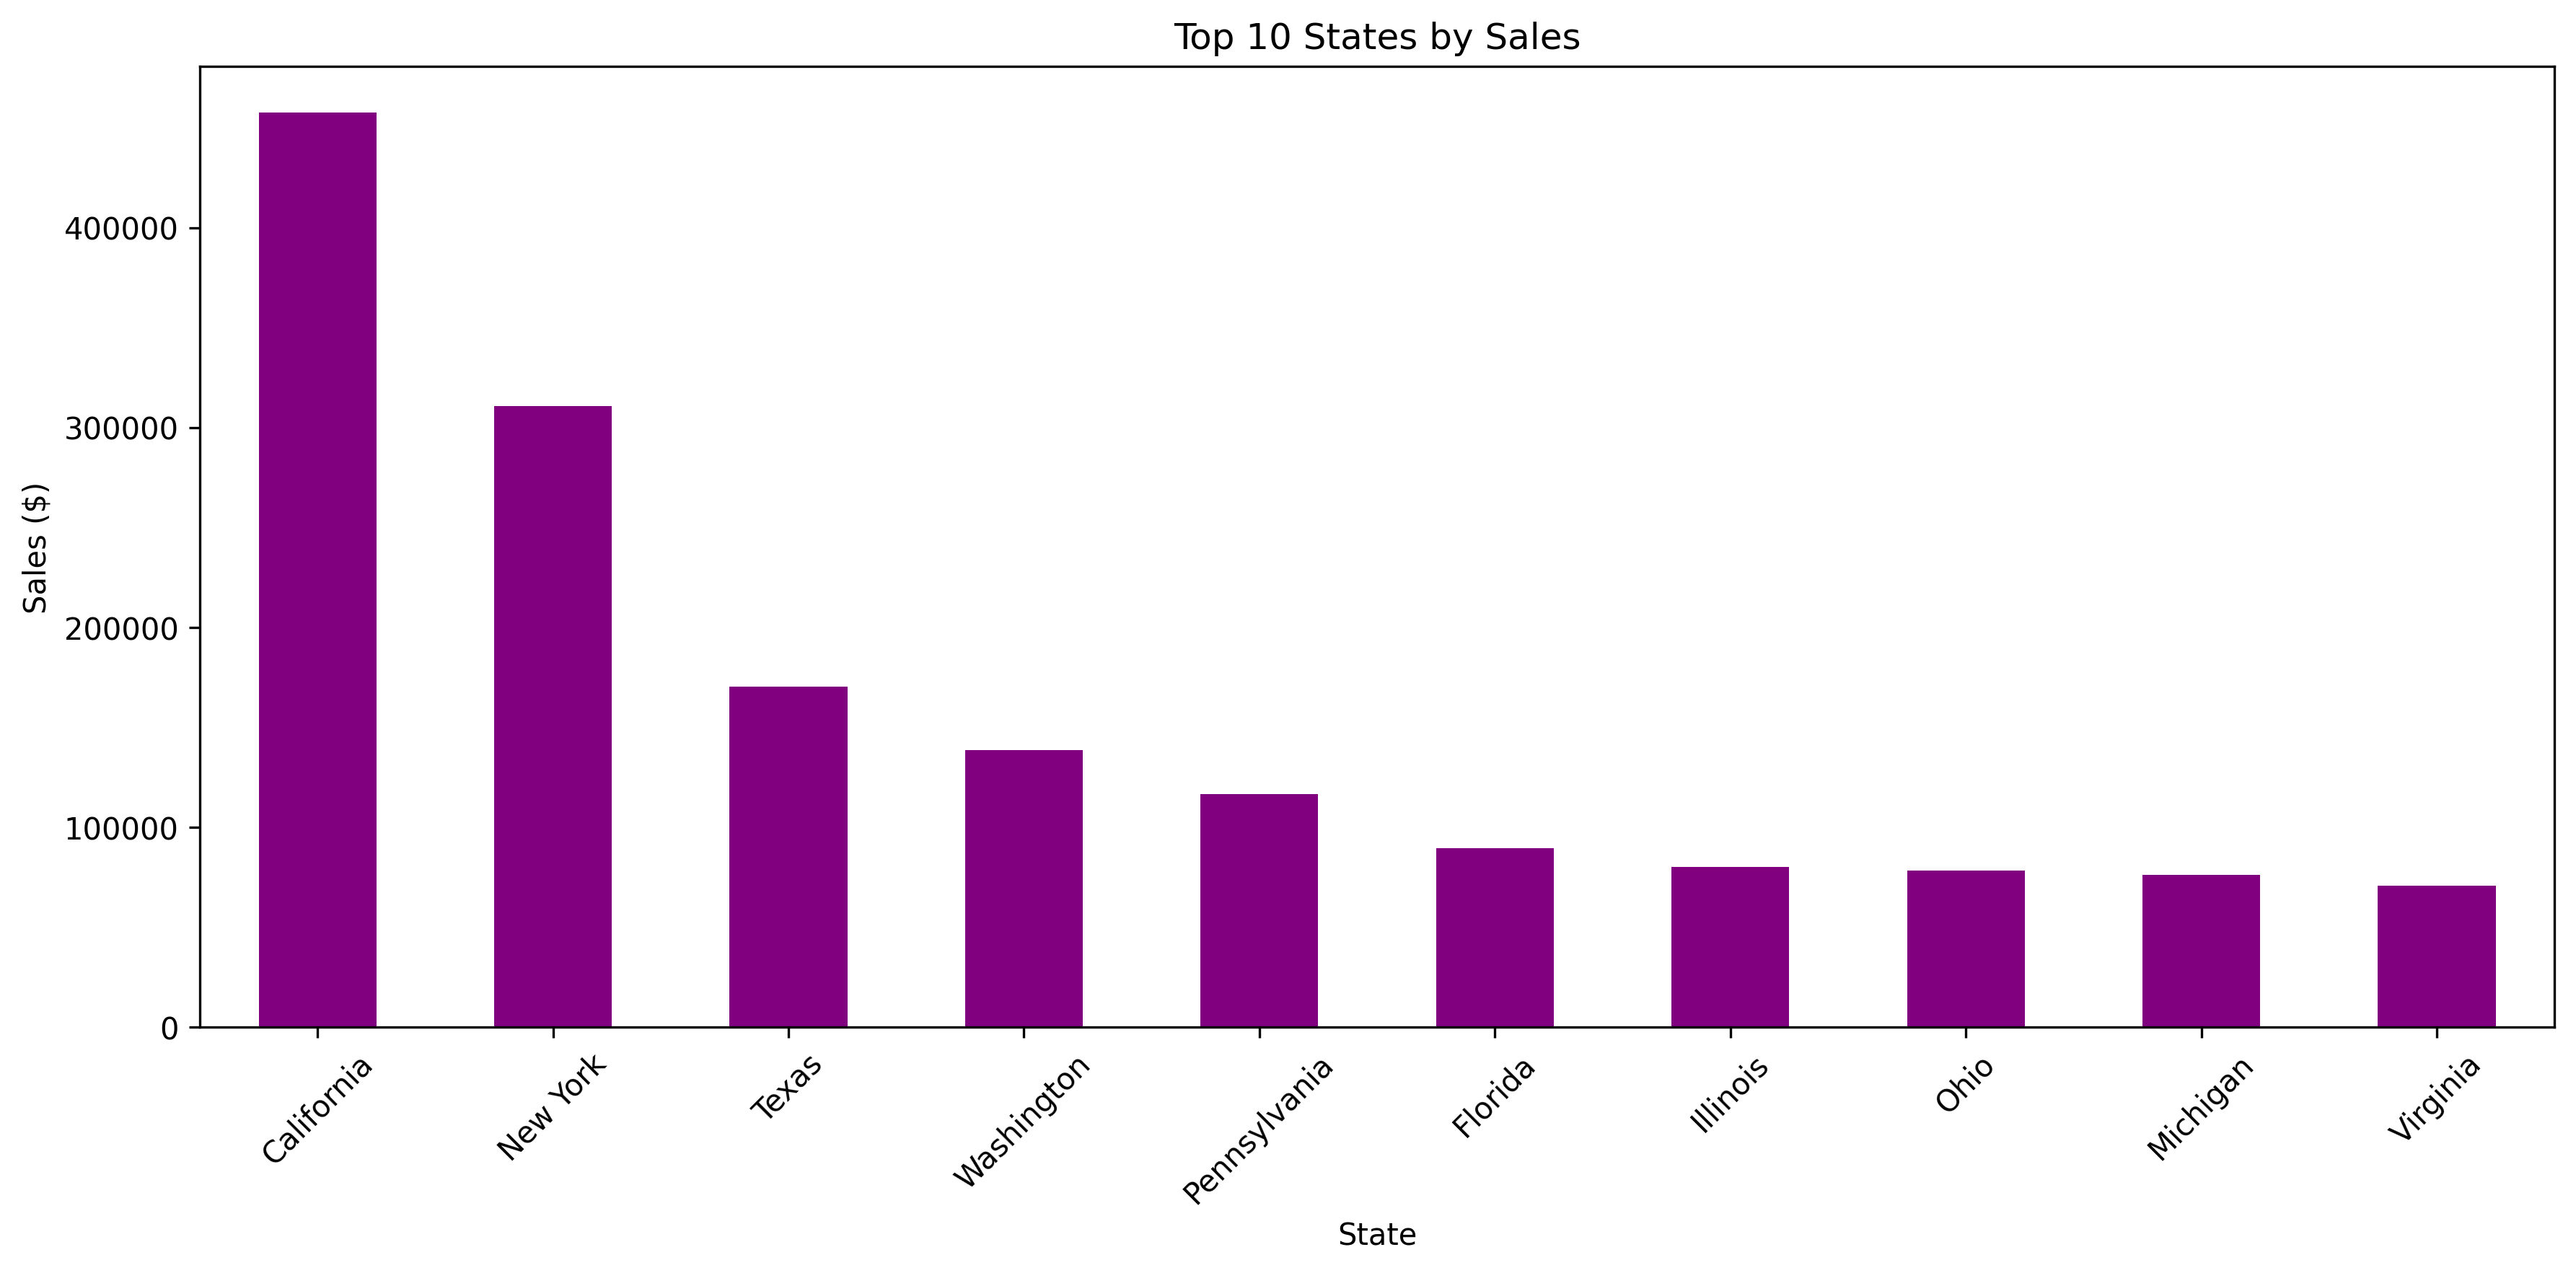 Top 10 States by Sales
Sales ($)
400000
300000
200000
100000
0
California
New York
Texas
Washington
Pennsylvania
Florida
Illinois
Ohio
Michigan
Virginia
State